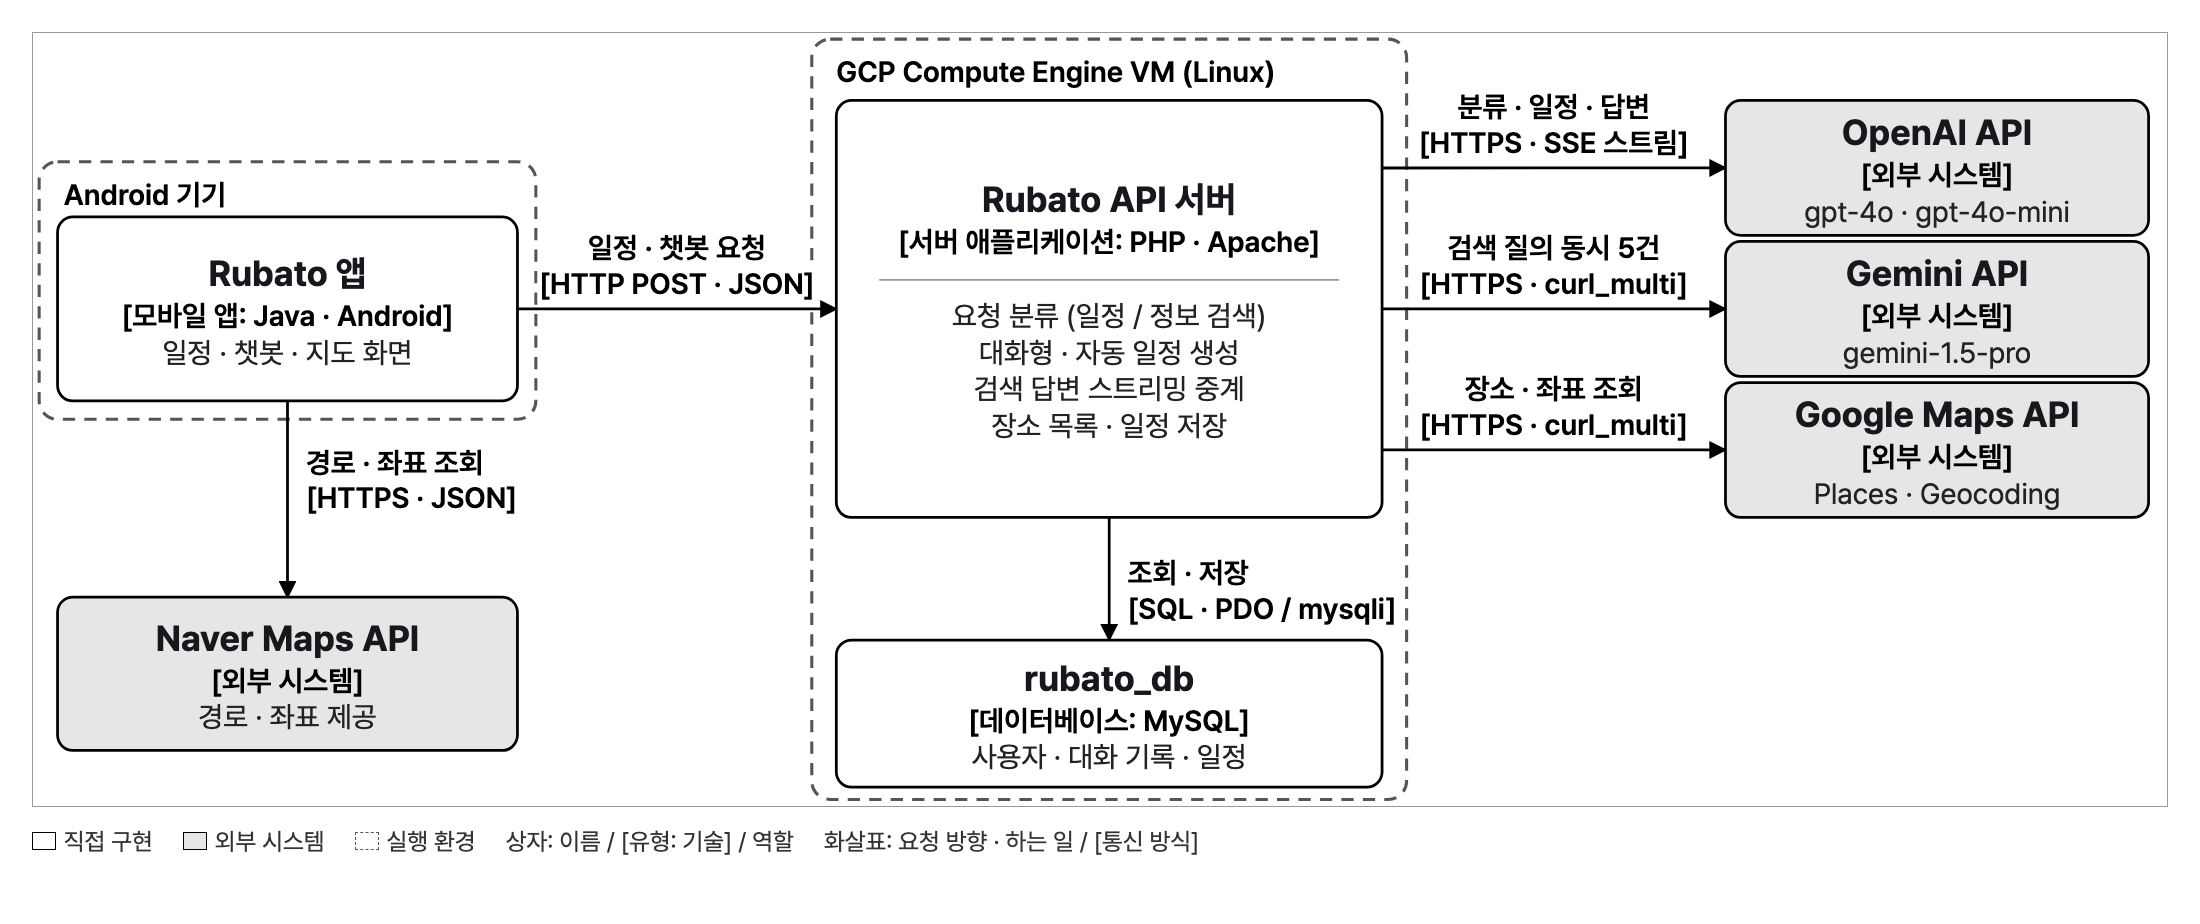 GCP Compute Engine VM (Linux)
Android 기기
Rubato 앱
[모바일 앱: Java · Android]
일정 · 챗봇 · 지도 화면
일정 · 챗봇 요청
[HTTP POST · JSON]
경로 · 좌표 조회
[HTTPS · JSON]
Naver Maps API
[외부 시스템]
경로 · 좌표 제공
Rubato API 서버
[서버 애플리케이션: PHP · Apache]
요청 분류 (일정 / 정보 검색)
대화형 · 자동 일정 생성
검색 답변 스트리밍 중계
장소 목록 · 일정 저장
조회 · 저장
[SQL · PDO / mysqli]
rubato_db
[데이터베이스: MySQL]
사용자 · 대화 기록 · 일정
분류 · 일정 · 답변
[HTTPS · SSE 스트림]
OpenAI API
[외부 시스템]
gpt-4o · gpt-4o-mini
검색 질의 동시 5건
[HTTPS · curl_multi]
Gemini API
[외부 시스템]
gemini-1.5-pro
장소 · 좌표 조회
[HTTPS · curl_multi]
Google Maps API
[외부 시스템]
Places · Geocoding
직접 구현 외부 시스템 실행 환경 상자: 이름 / [유형: 기술] / 역할 화살표: 요청 방향 · 하는 일 / [통신 방식]